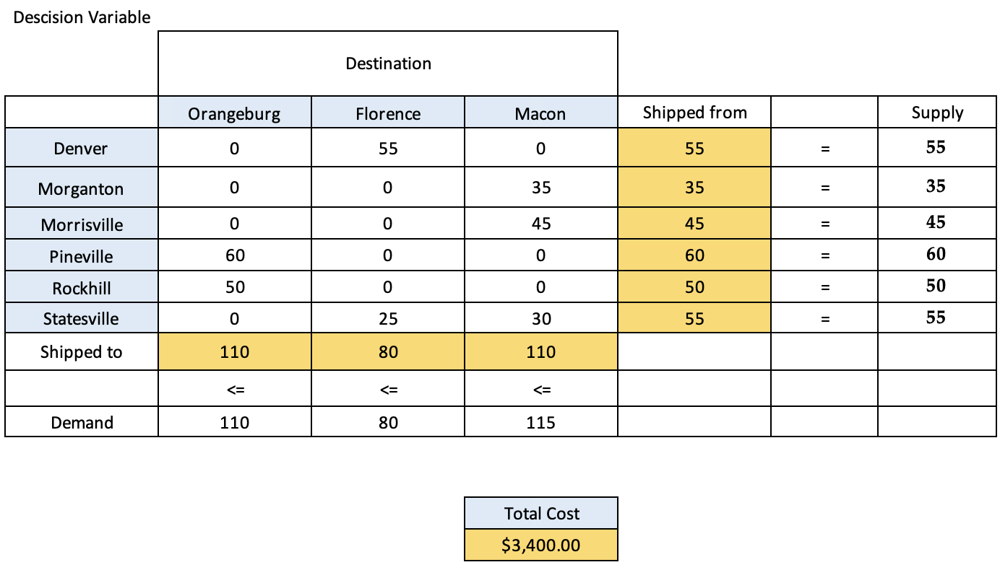 Descision Variable
Destination
Orangeburg Florence Macon Shipped from Supply
Denver 0 55 0 55 = 55
Morganton 0 0 35 35 = 35
Morrisville 0 0 45 45 = 45
Pineville 60 0 0 60 = 60
Rockhill 50 0 0 50 = 50
Statesville 0 25 30 55 = 55
Shipped to 110 80 110
<= <= <=
Demand 110 80 115
Total Cost
$3,400.00